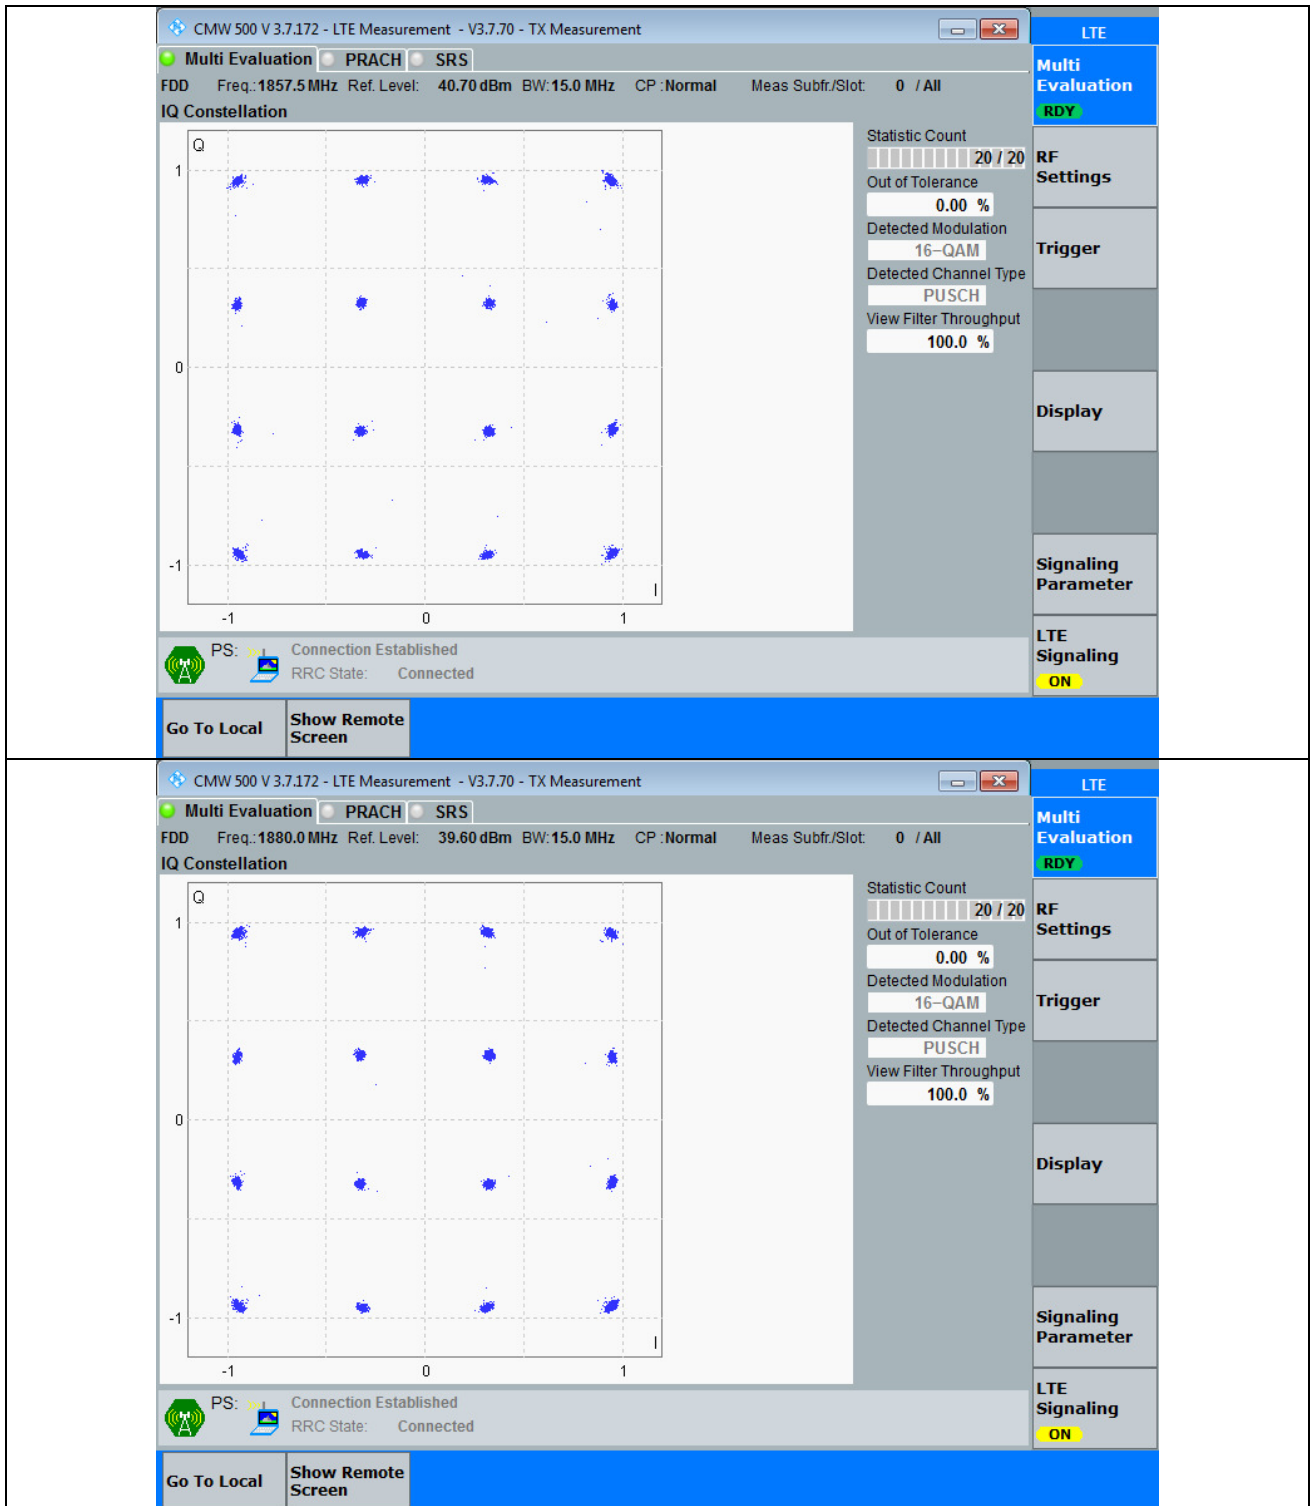 CMW 500 V 3.7.172 - LTE Measurement - V3.7.70 - TX Measurement
LTE
Multi Evaluation PRACH SRS
Multi
Evaluation
RDY
FDD Freq.:1857.5 MHz Ref. Level: 40.70 dBm BW:15.0 MHz CP :Normal Meas Subfr./Slot: 0 / All
IQ Constellation
Q
1
0
-1
I
-1 0 1
Statistic Count
20 / 20
Out of Tolerance
0.00 %
Detected Modulation
16-QAM
Detected Channel Type
PUSCH
View Filter Throughput
100.0 %
RF
Settings
Trigger
Display
Signaling
Parameter
LTE
Signaling
ON
PS: Connection Established
RRC State: Connected
Go To Local
Show Remote
Screen
CMW 500 V 3.7.172 - LTE Measurement - V3.7.70 - TX Measurement
LTE
Multi Evaluation PRACH SRS
Multi
Evaluation
RDY
FDD Freq.:1880.0 MHz Ref. Level: 39.60 dBm BW:15.0 MHz CP :Normal Meas Subfr./Slot: 0 / All
IQ Constellation
Q
1
0
-1
I
-1 0 1
Statistic Count
20 / 20
Out of Tolerance
0.00 %
Detected Modulation
16-QAM
Detected Channel Type
PUSCH
View Filter Throughput
100.0 %
RF
Settings
Trigger
Display
Signaling
Parameter
LTE
Signaling
ON
PS: Connection Established
RRC State: Connected
Go To Local
Show Remote
Screen